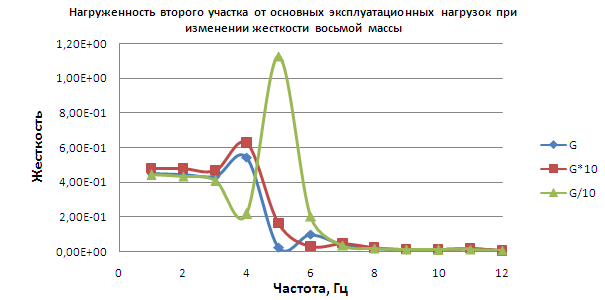 Нагруженность второго участка от основных эксплуатационных нагрузок при
изменении жесткости восьмой массы
1,20E+00
1,00E+00
8,00E-01
6,00E-01
4,00E-01
2,00E-01
0,00E+00
Жесткость
0 2 4 6 8 10 12
Частота, Гц
G
G*10
G/10